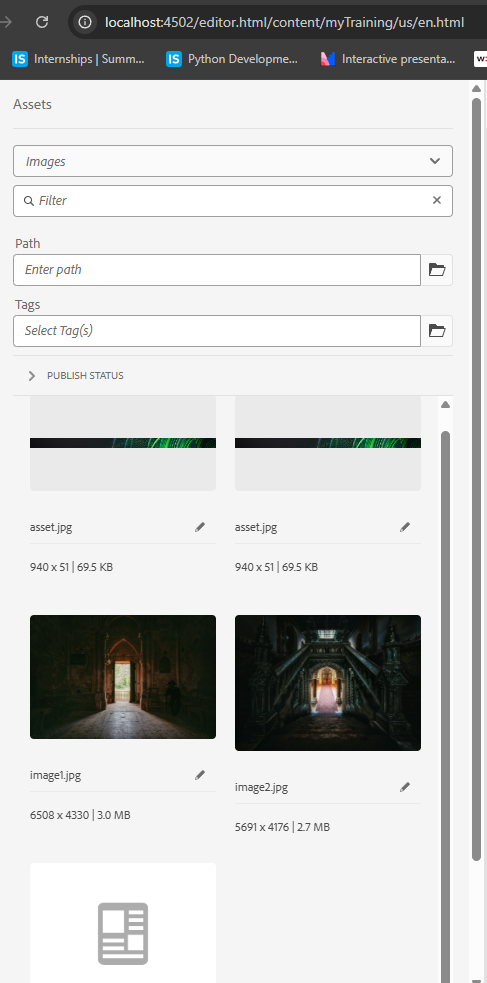 localhost:4502/editor.html/content/myTraining/us/en.html
IS Internships | Summ... IS Python Developme... Interactive presenta...
Assets
Images
Filter
Path
Enter path
Tags
Select Tag(s)
PUBLISH STATUS
asset.jpg asset.jpg
940 x 51 | 69.5 KB 940 x 51 | 69.5 KB
image1.jpg
image2.jpg
6508 x 4330 | 3.0 MB
5691 x 4176 | 2.7 MB